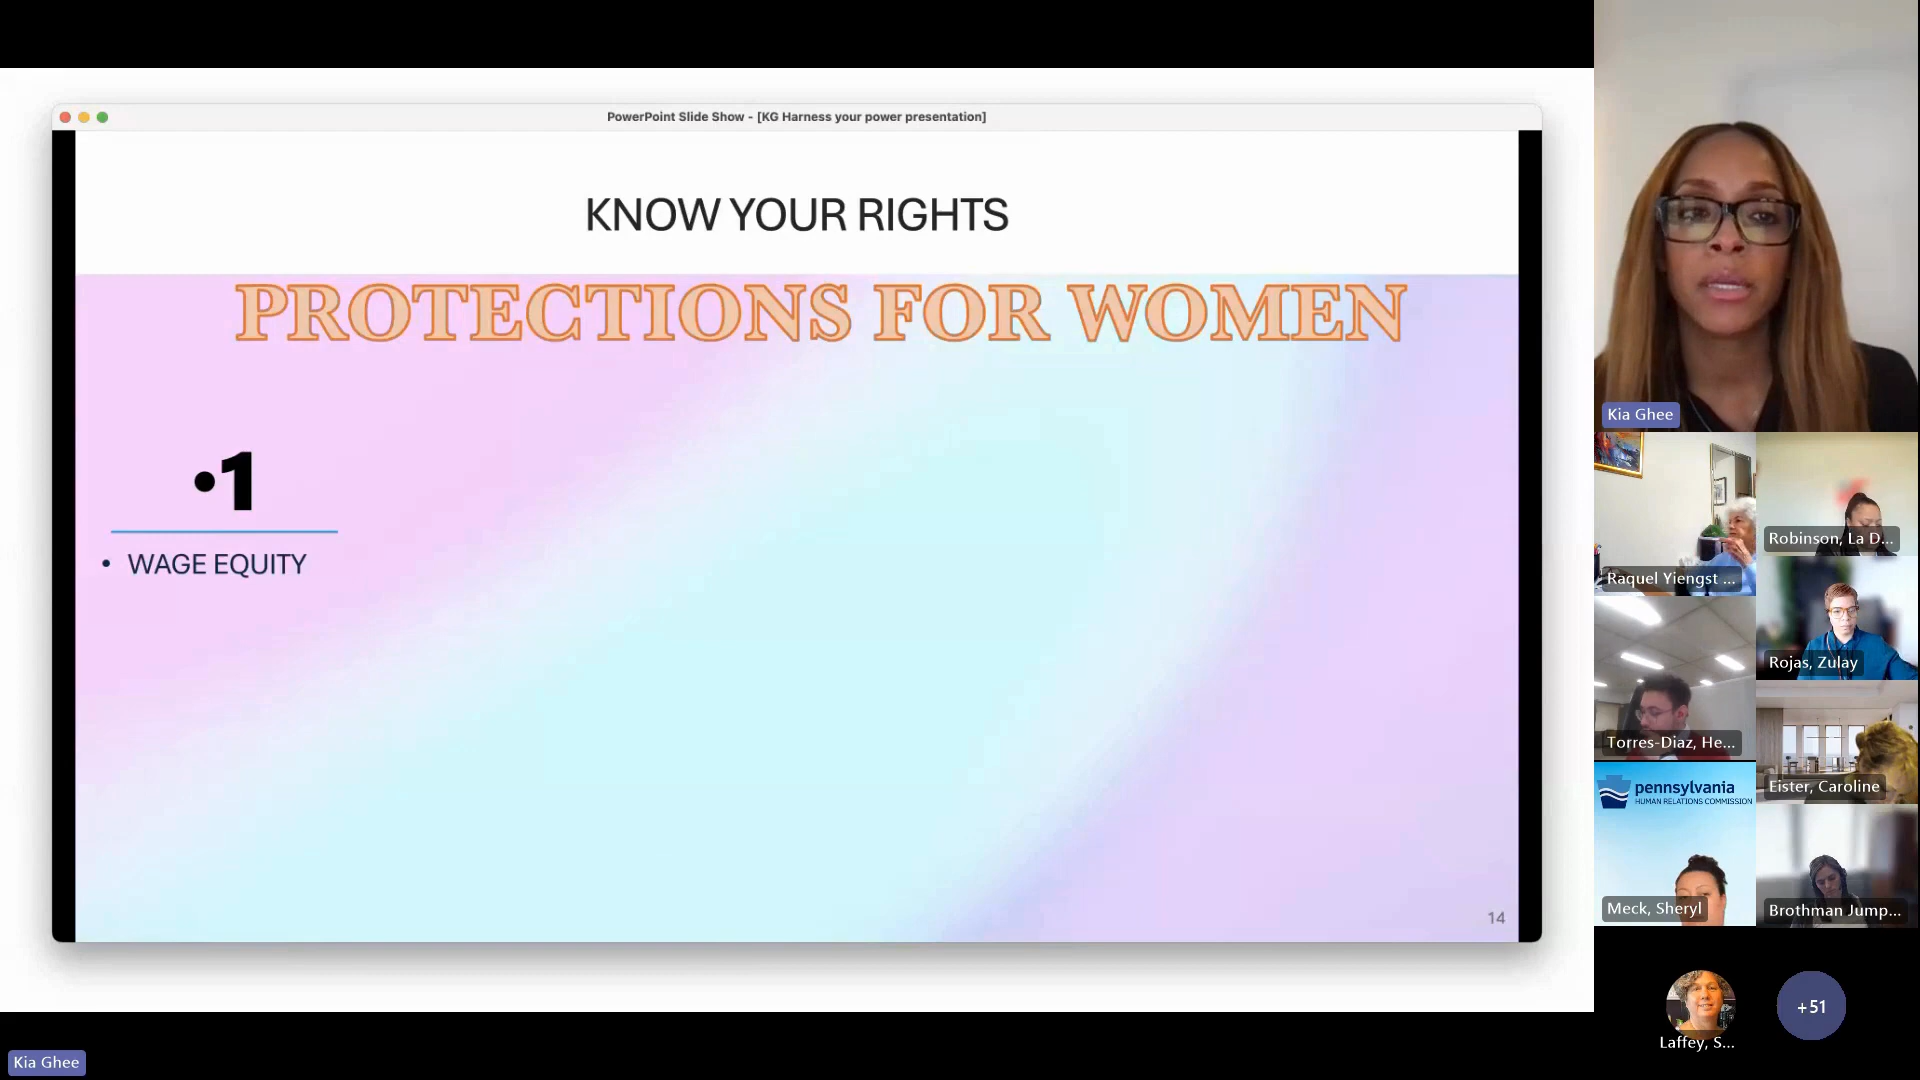 PowerPoint Slide Show - [KG Harness your power presentation]
KNOW YOUR RIGHTS
PROTECTIONS FOR WOMEN
•1
• WAGE EQUITY
14
Kia Ghee
Kia Ghee
Raquel Yiengst ...
Robinson, La D...
Rojas, Zulay
Torres-Diaz, He...
Eister, Caroline
pennsylvania
HUMAN RELATIONS COMMISSION
Meck, Sheryl
Brothman Jump...
Laffey, S...
+51